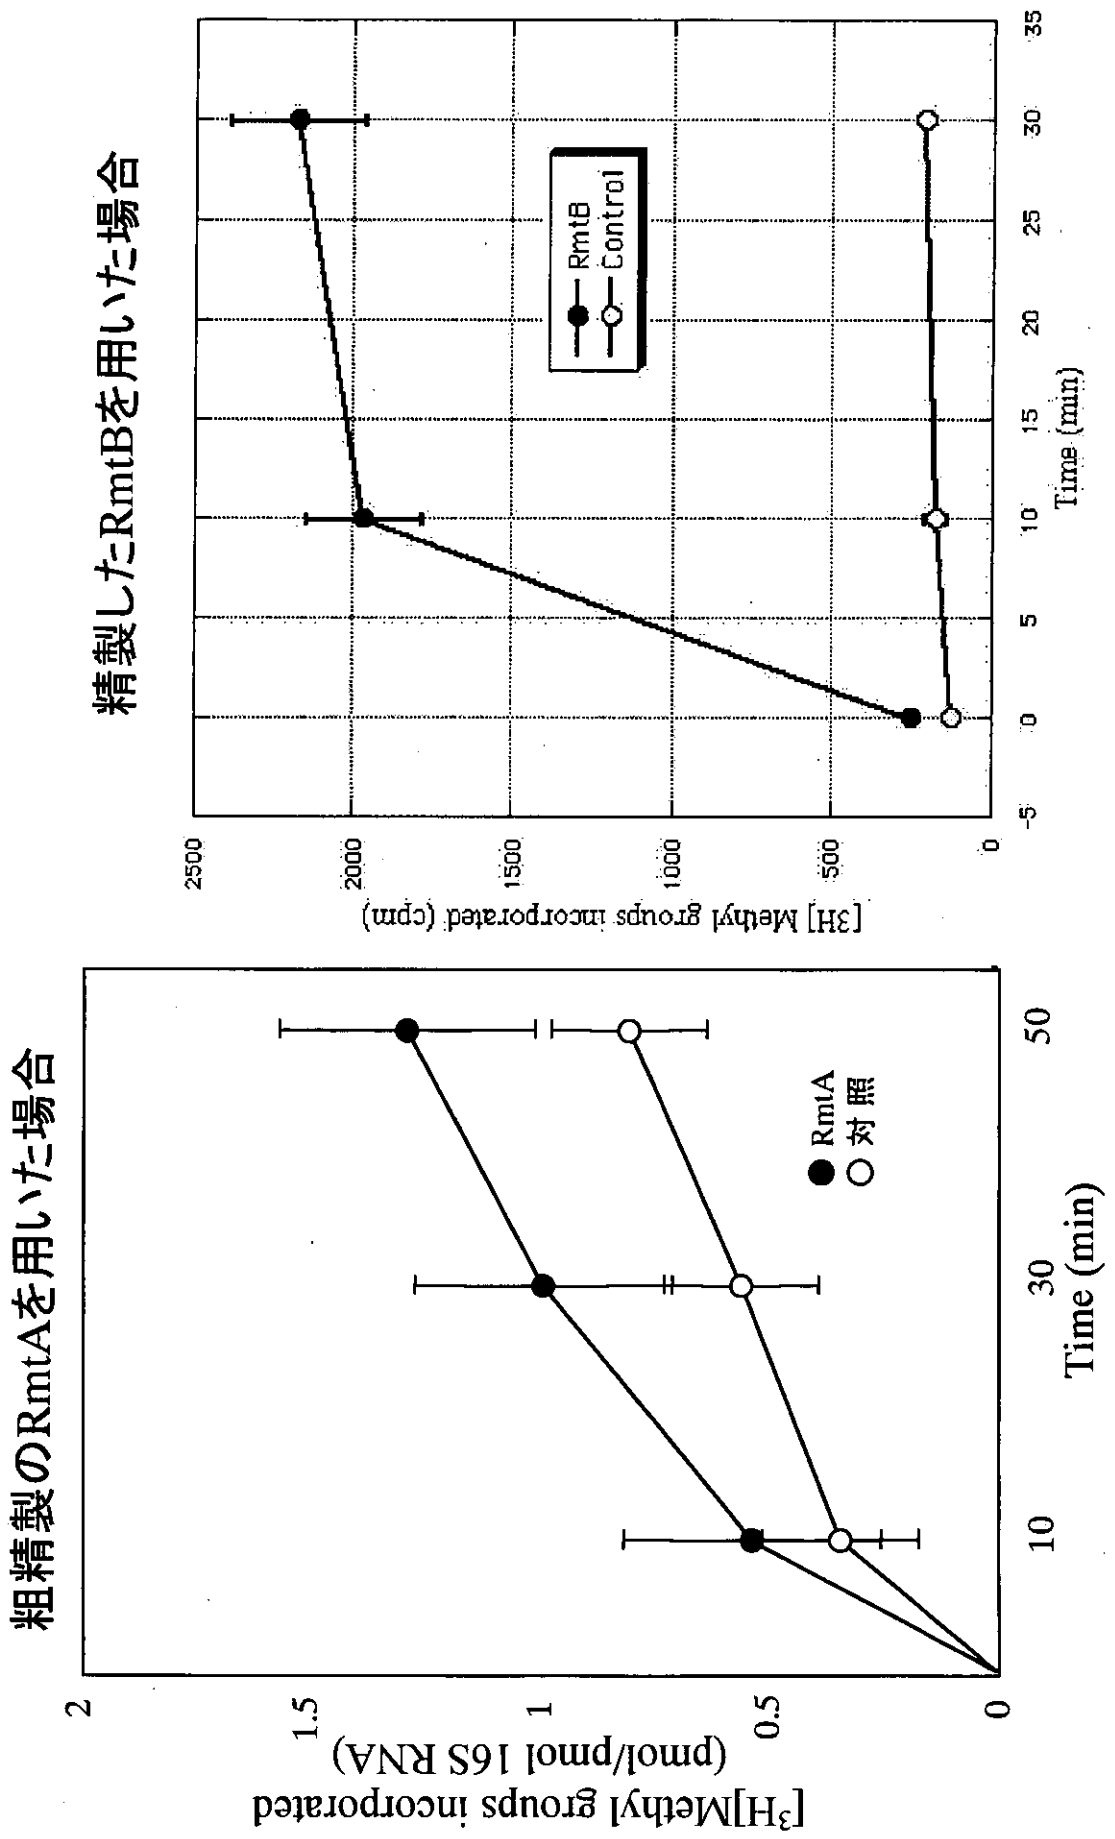 粗精製のRmtAを用いた場合
[³H]Methyl groups incorporated
(pmol/pmol 16S RNA)
2
1.5
1
0.5
0
10
30
50
Time (min)
RmtA
対照
精製したRmtBを用いた場合
[³H] Methyl groups incorporated (cpm)
2500
2000
1500
1000
500
0
-5
0
5
10
15
20
25
30
35
Time (min)
RmtB
Control